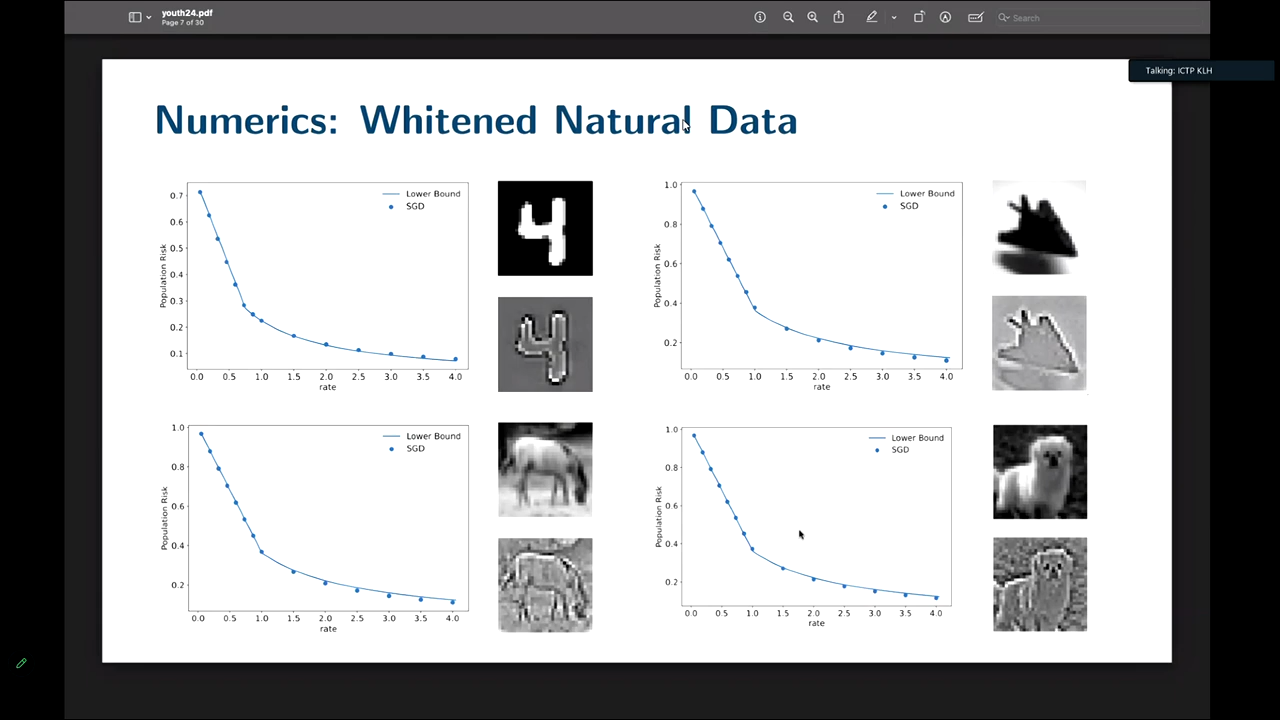 youth24.pdf
Page 7 of 30
Search
Talking: ICTP KLH
Numerics: Whitened Natural Data
Lower Bound
SGD
Population Risk
0.7
0.6
0.5
0.4
0.3
0.2
0.1
0.0 0.5 1.0 1.5 2.0 2.5 3.0 3.5 4.0
rate
4
4
Lower Bound
SGD
Population Risk
1.0
0.8
0.6
0.4
0.2
0.0 0.5 1.0 1.5 2.0 2.5 3.0 3.5 4.0
rate
Lower Bound
SGD
Population Risk
1.0
0.8
0.6
0.4
0.2
0.0 0.5 1.0 1.5 2.0 2.5 3.0 3.5 4.0
rate
Lower Bound
SGD
Population Risk
1.0
0.8
0.6
0.4
0.2
0.0 0.5 1.0 1.5 2.0 2.5 3.0 3.5 4.0
rate